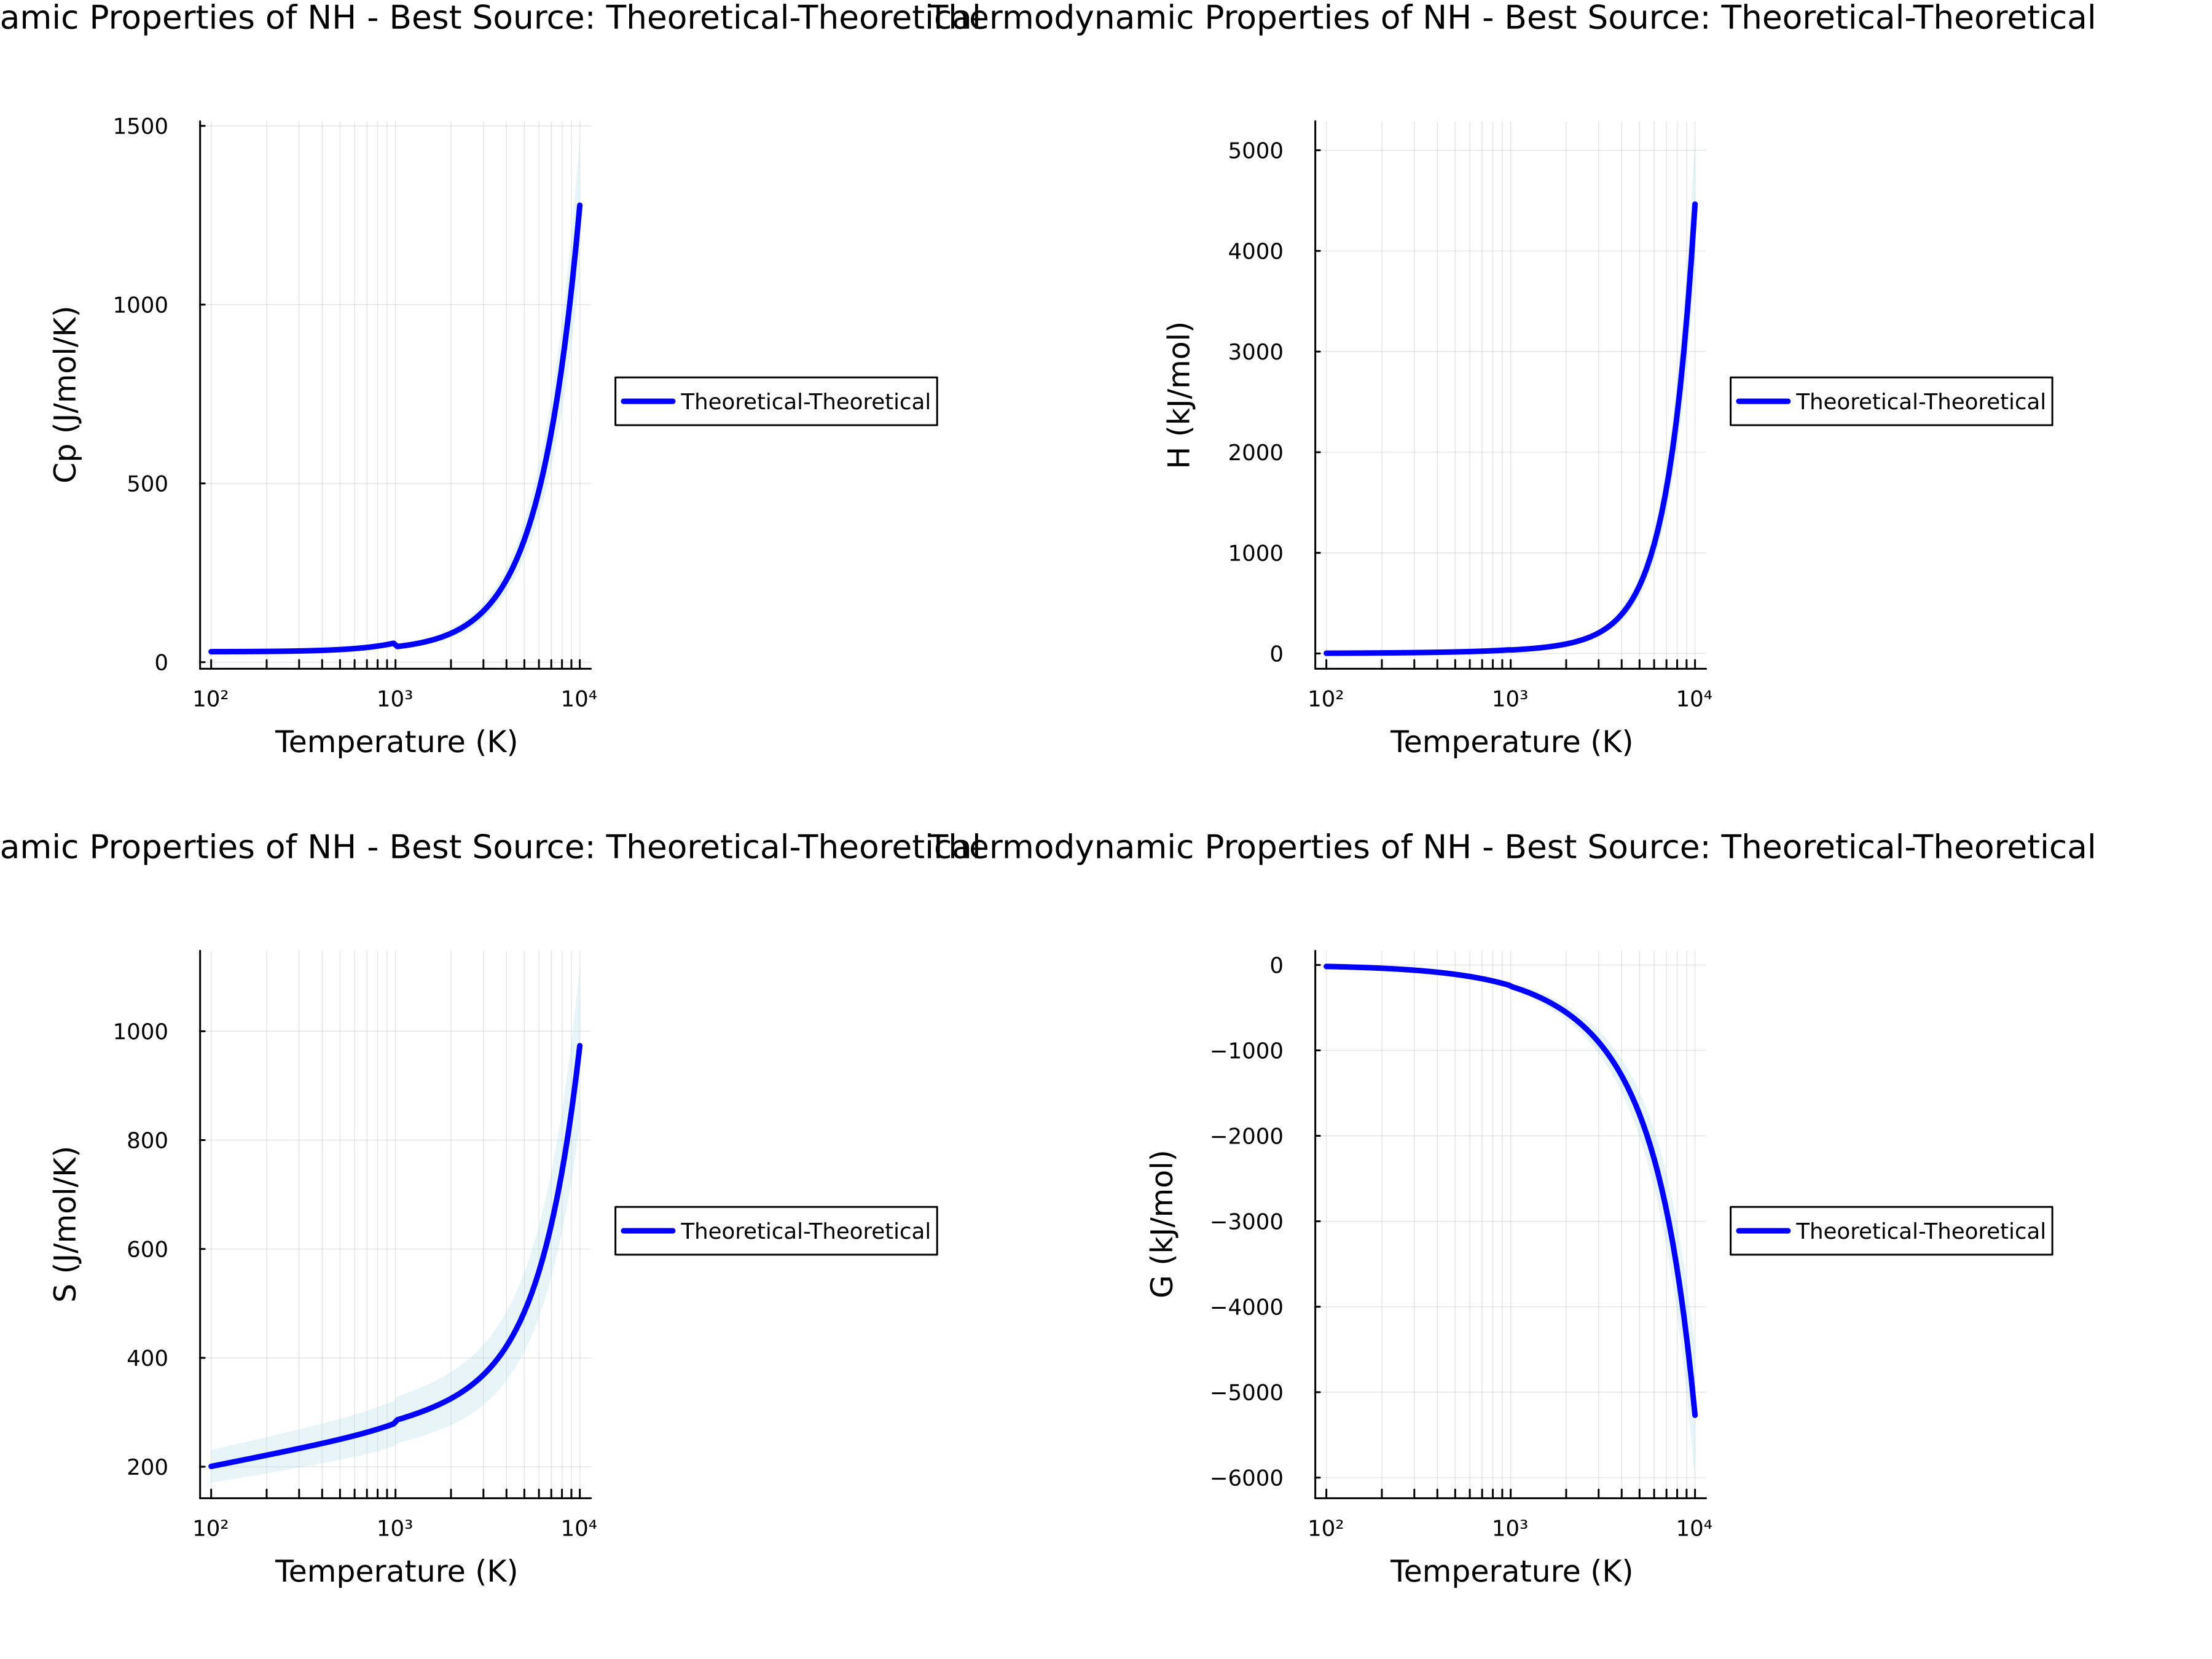 amic Properties of NH - Best Source: Theoretical-Theoretical
Thermodynamic Properties of NH - Best Source: Theoretical-Theoretical
1500
1000
500
0
Cp (J/mol/K)
10² 10³ 10⁴
Temperature (K)
Theoretical-Theoretical
5000
4000
3000
2000
1000
0
H (kJ/mol)
10² 10³ 10⁴
Temperature (K)
Theoretical-Theoretical
amic Properties of NH - Best Source: Theoretical-Theoretical
Thermodynamic Properties of NH - Best Source: Theoretical-Theoretical
1000
800
600
400
200
S (J/mol/K)
10² 10³ 10⁴
Temperature (K)
Theoretical-Theoretical
0
−1000
−2000
−3000
−4000
−5000
−6000
G (kJ/mol)
10² 10³ 10⁴
Temperature (K)
Theoretical-Theoretical